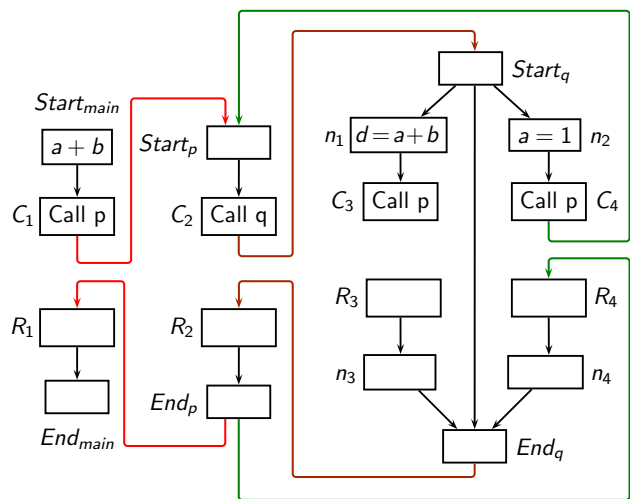 Start_q
Start_main
n_1 d = a + b
a = 1 n_2
a + b
Start_p
C_1 Call p
C_2 Call q
C_3 Call p
Call p C_4
R_1
R_2
R_3
R_4
n_3
n_4
End_p
End_main
End_q